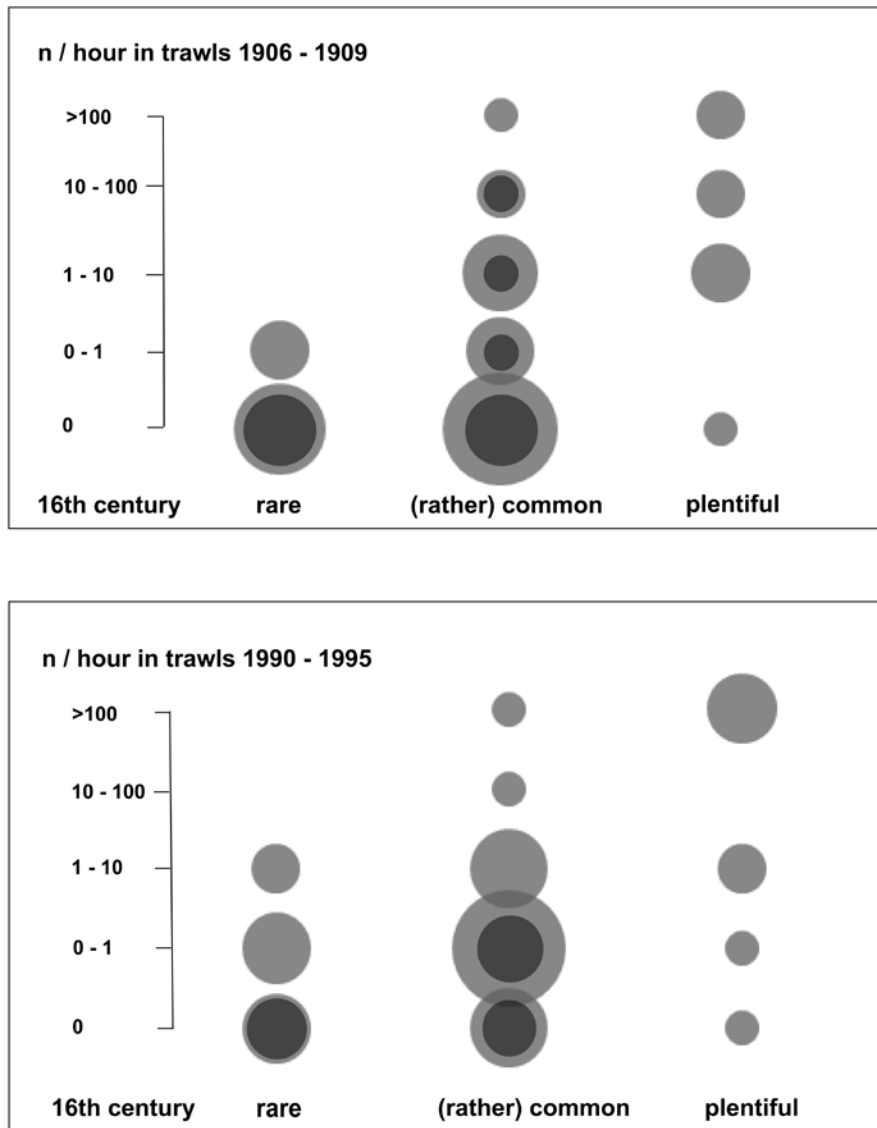 n / hour in trawls 1906 - 1909
>100
10 - 100
1 - 10
0 - 1
0
16th century rare (rather) common plentiful
n / hour in trawls 1990 - 1995
>100
10 - 100
1 - 10
0 - 1
0
16th century rare (rather) common plentiful